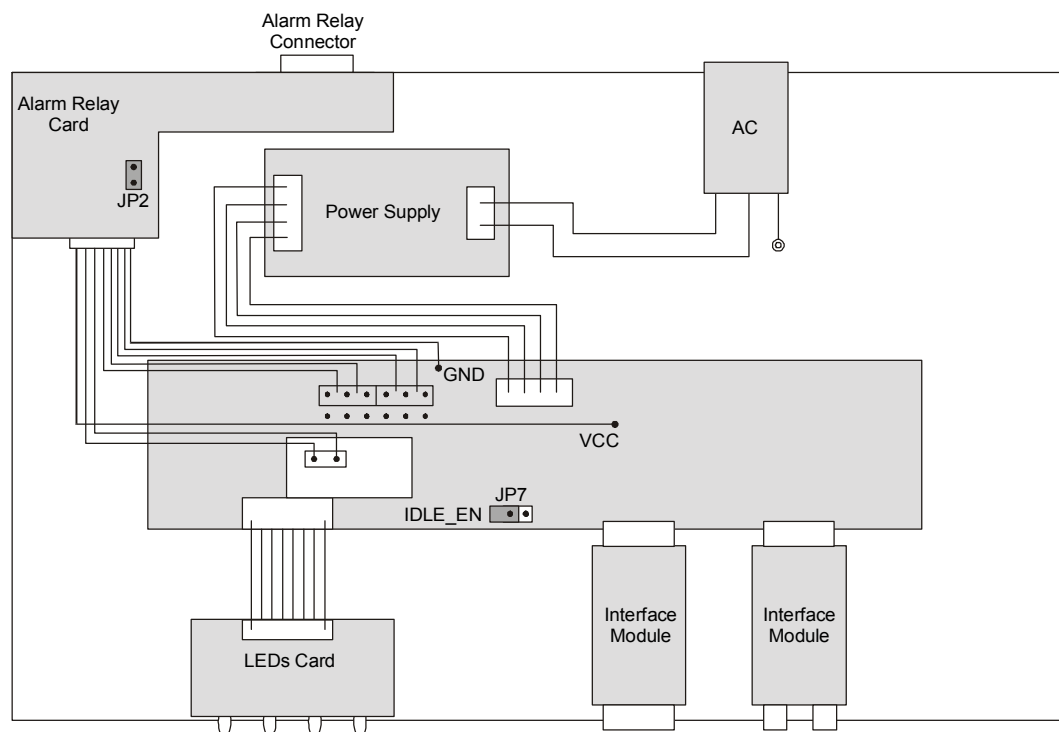 Alarm Relay
Connector
Alarm Relay
Card
AC
JP2
Power Supply
GND
VCC
JP7
IDLE_EN
Interface
Module
Interface
Module
LEDs Card